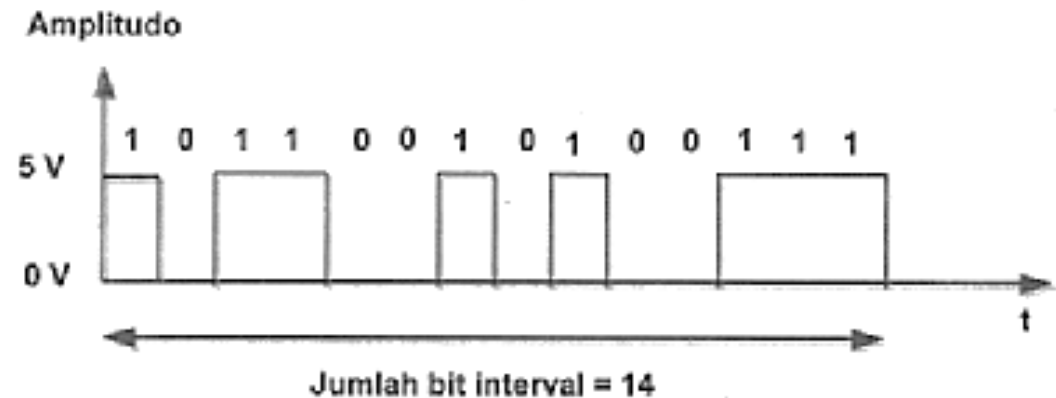 Amplitudo
1 0 1 1 0 0 1 0 1 0 0 1 1 1
5 V
0 V
t
Jumlah bit interval = 14